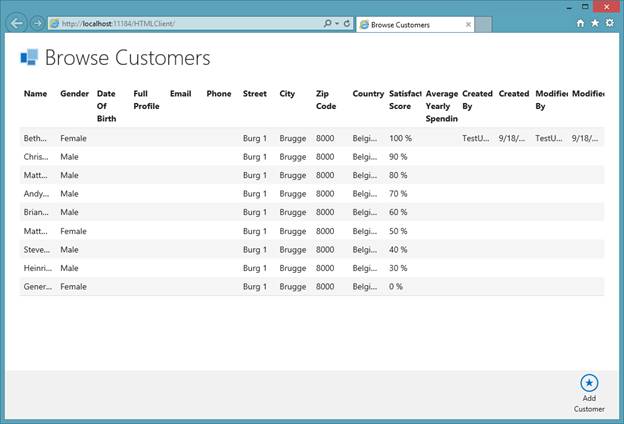 http://localhost:11184/HTMLClient/
Browse Customers
Browse Customers
Name Gender Date Of Birth Full Profile Email Phone Street City Zip Code Country Satisfact Score Average Yearly Spendin Created By Created Modified By Modified
Beth... Female Burg 1 Brugge 8000 Belgi... 100 % TestU... 9/18/... TestU... 9/18/...
Chris... Male Burg 1 Brugge 8000 Belgi... 90 %
Matt... Male Burg 1 Brugge 8000 Belgi... 80 %
Andy... Male Burg 1 Brugge 8000 Belgi... 70 %
Brian... Male Burg 1 Brugge 8000 Belgi... 60 %
Matt... Female Burg 1 Brugge 8000 Belgi... 50 %
Steve... Male Burg 1 Brugge 8000 Belgi... 40 %
Heinri... Male Burg 1 Brugge 8000 Belgi... 30 %
Gener... Female Burg 1 Brugge 8000 Belgi... 0 %
Add
Customer